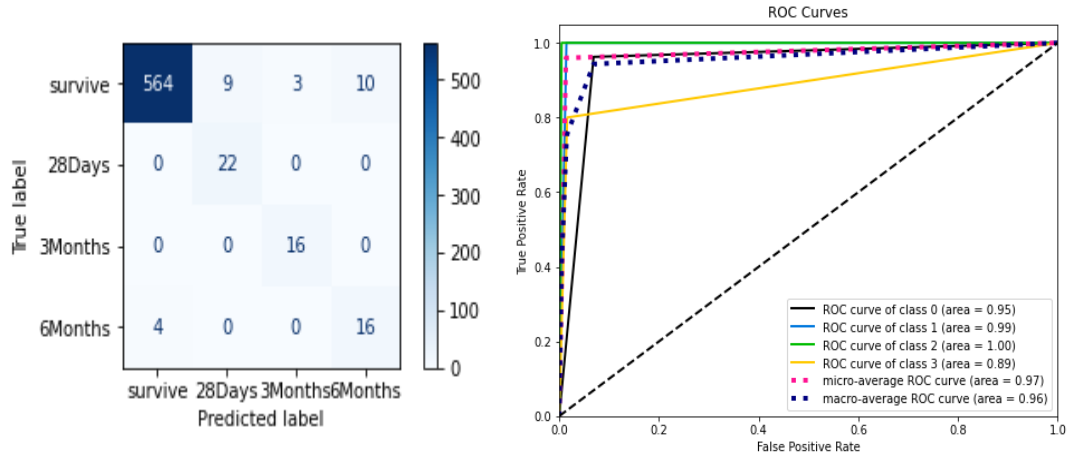 survive
28Days
3Months
6Months
True label
564 9 3 10
0 22 0 0
0 0 16 0
4 0 0 16
survive 28Days 3Months 6Months
Predicted label
500
400
300
200
100
0
ROC Curves
1.0
0.8
0.6
0.4
0.2
0.0
True Positive Rate
0.0 0.2 0.4 0.6 0.8 1.0
False Positive Rate
ROC curve of class 0 (area = 0.95)
ROC curve of class 1 (area = 0.99)
ROC curve of class 2 (area = 1.00)
ROC curve of class 3 (area = 0.89)
micro-average ROC curve (area = 0.97)
macro-average ROC curve (area = 0.96)